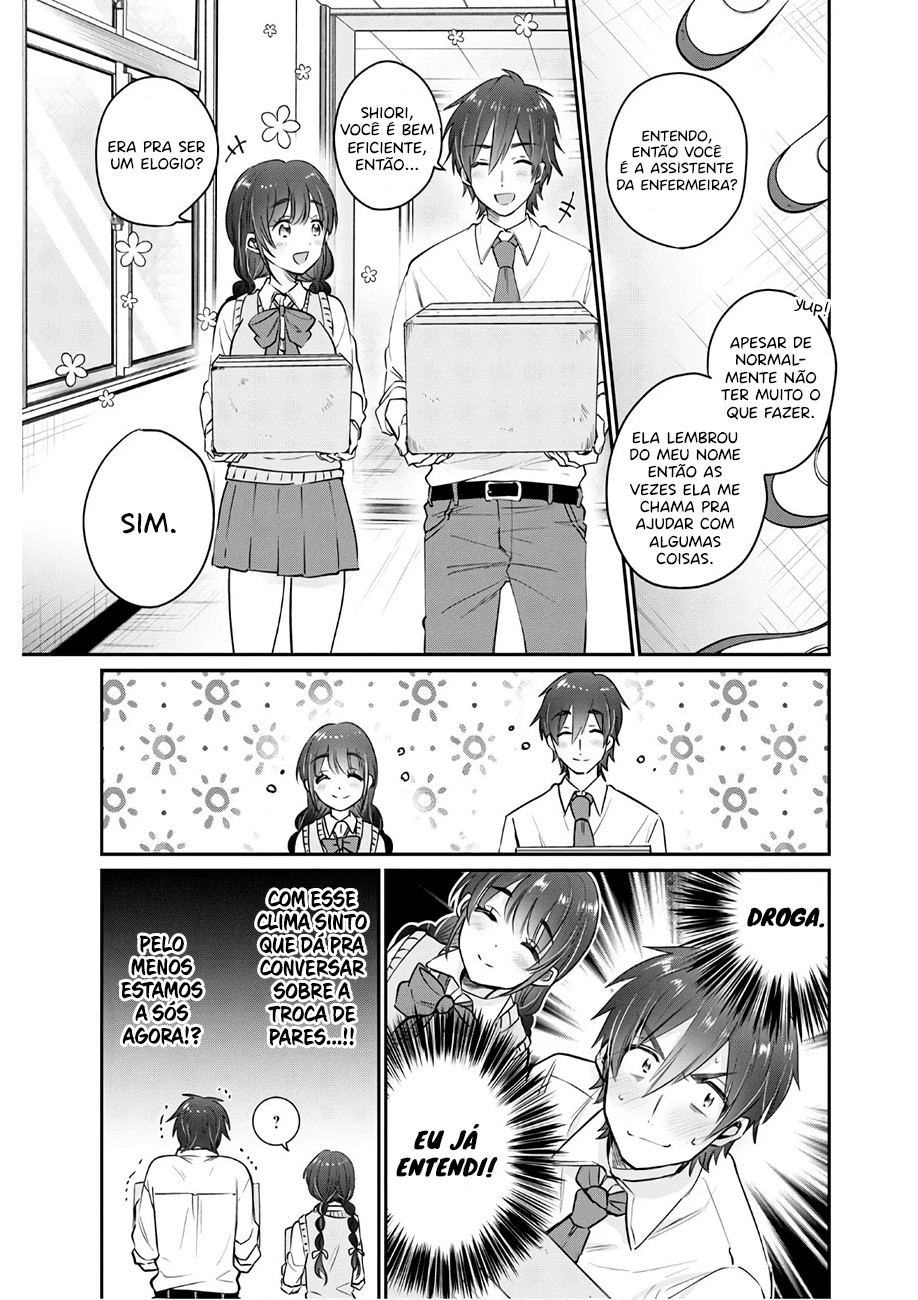 ENTENDO,
ENTÃO VOCÊ
É A ASSISTENTE
DA ENFERMEIRA?
Yup!
APESAR DE
NORMAL-
MENTE NÃO
TER MUITO O
QUE FAZER.
ELA LEMBROU
DO MEU NOME
ENTÃO AS
VEZES ELA ME
CHAMA PRA
AJUDAR COM
ALGUMAS
COISAS.
SHIORI,
VOCÊ É BEM
EFICIENTE,
ENTÃO...
ERA PRA SER
UM ELOGIO?
SIM.
DROGA.
EU JÁ
ENTENDI!
COM ESSE
CLIMA SINTO
QUE DÁ PRA
CONVERSAR
SOBRE A
TROCA DE
PARES...!!
PELO
MENOS
ESTAMOS
A SÓS
AGORA!?
?